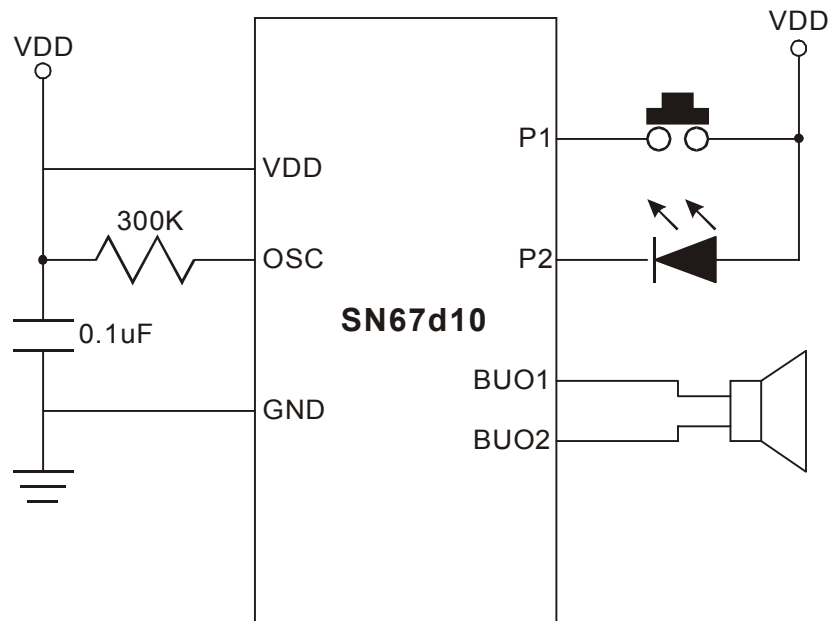 VDD
VDD
P1
VDD
300K
OSC
P2
SN67d10
0.1uF
BUO1
GND
BUO2